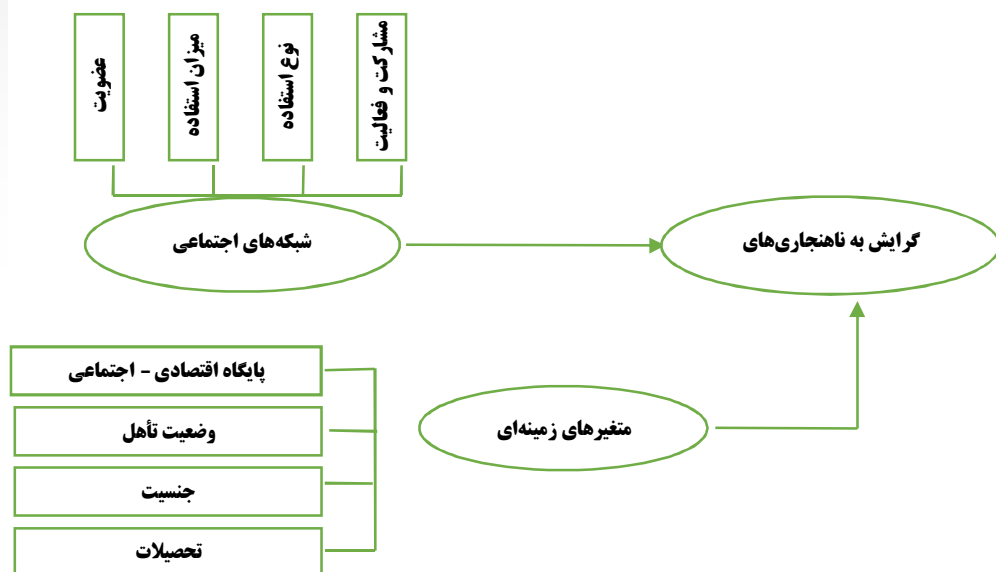 مشارکت و فعالیت
نوع استفاده
میزان استفاده
عضویت
گرایش به ناهنجاری‌های
شبکه‌های اجتماعی
پایگاه اقتصادی - اجتماعی
متغیرهای زمینه‌ای
وضعیت تأهل
جنسیت
تحصیلات